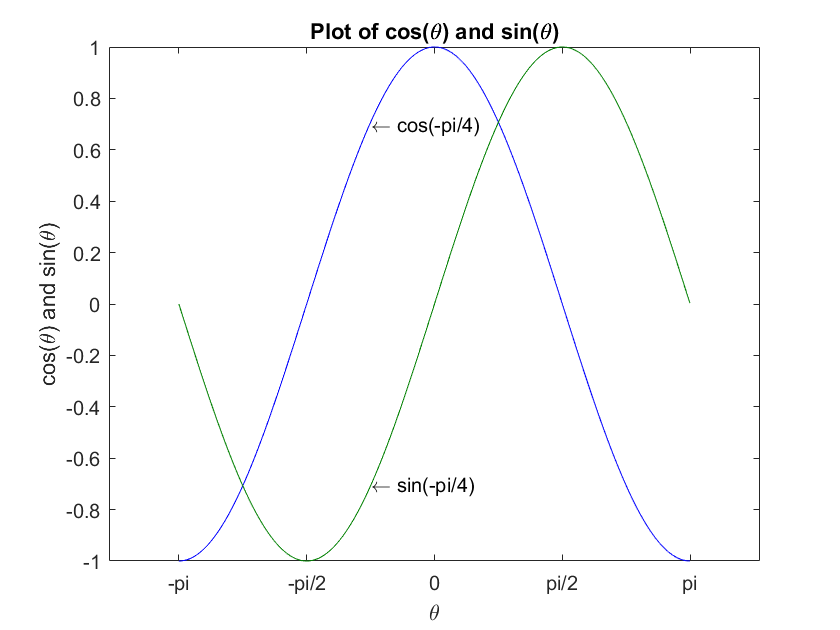 Plot of cos(θ) and sin(θ)
1
0.8
0.6
0.4
0.2
0
-0.2
-0.4
-0.6
-0.8
-1
cos(θ) and sin(θ)
← cos(-pi/4)
← sin(-pi/4)
-pi
-pi/2
0
pi/2
pi
θ